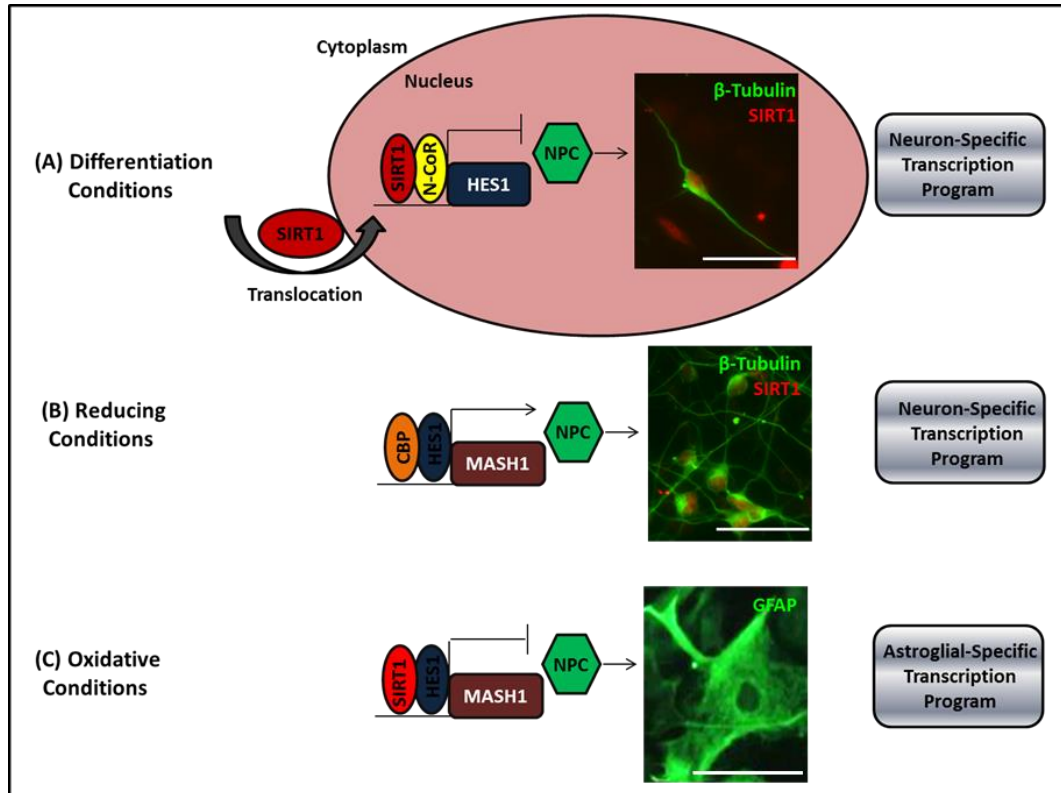 Cytoplasm
Nucleus
(A) Differentiation
Conditions
SIRT1
N-CoR
HES1
NPC
β-Tubulin
SIRT1
Neuron-Specific
Transcription
Program
SIRT1
Translocation
(B) Reducing
Conditions
CBP
HES1
MASH1
NPC
β-Tubulin
SIRT1
Neuron-Specific
Transcription
Program
(C) Oxidative
Conditions
SIRT1
HES1
MASH1
NPC
GFAP
Astroglial-Specific
Transcription
Program